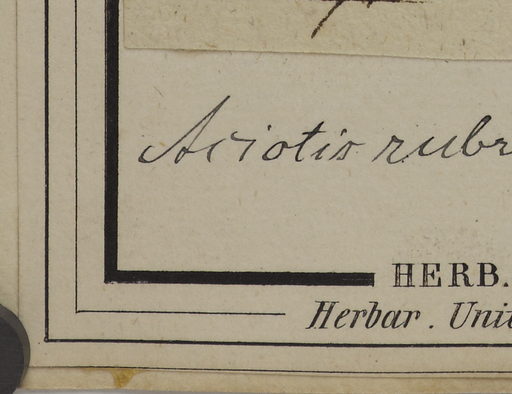 Aciotis rubr
HERB.
Herbar. Uni